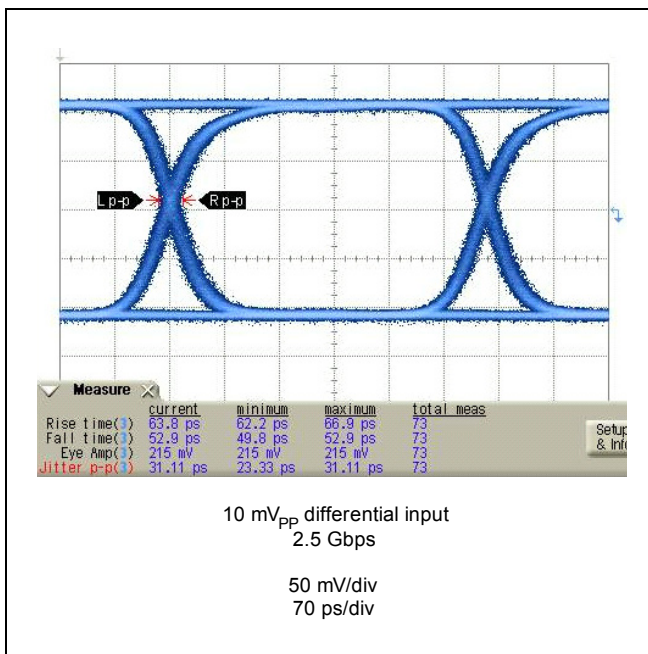 L p-p R p-p
Measure
current minimum maximum total meas
Rise time(3) 63.8 ps 62.2 ps 66.9 ps 73
Fall time(3) 52.9 ps 49.8 ps 52.9 ps 73
Eye Amp(3) 215 mV 215 mV 215 mV 73
Jitter p-p(3) 31.11 ps 23.33 ps 31.11 ps 73
Setup
& Info
10 mVPP differential input
2.5 Gbps
50 mV/div
70 ps/div